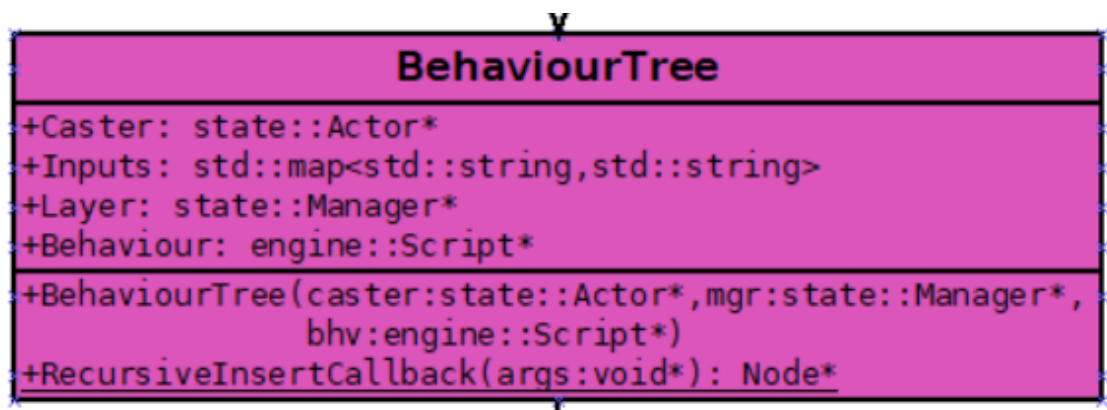 BehaviourTree
+Caster: state::Actor*
+Inputs: std::map<std::string,std::string>
+Layer: state::Manager*
+Behaviour: engine::Script*
+BehaviourTree(caster:state::Actor*,mgr:state::Manager*,
bhv:engine::Script*)
+RecursiveInsertCallback(args:void*): Node*